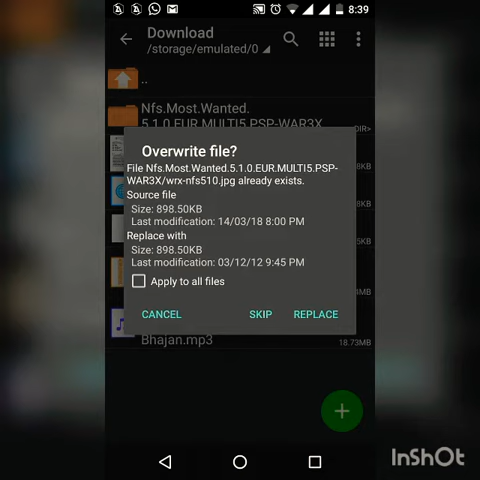 8:39
Download
/storage/emulated/0
..
Nfs.Most.Wanted.
5.1.0.EUR.MULTI5.PSP-WAR3X
DIR>
Overwrite file?
File Nfs.Most.Wanted.5.1.0.EUR.MULTI5.PSP-
WAR3X/wrx-nfs510.jpg already exists.
Source file
Size: 898.50KB
Last modification: 14/03/18 8:00 PM
Replace with
Size: 898.50KB
Last modification: 03/12/12 9:45 PM
Apply to all files
CANCEL
SKIP
REPLACE
Bhajan.mp3
18.73MB
InShOt